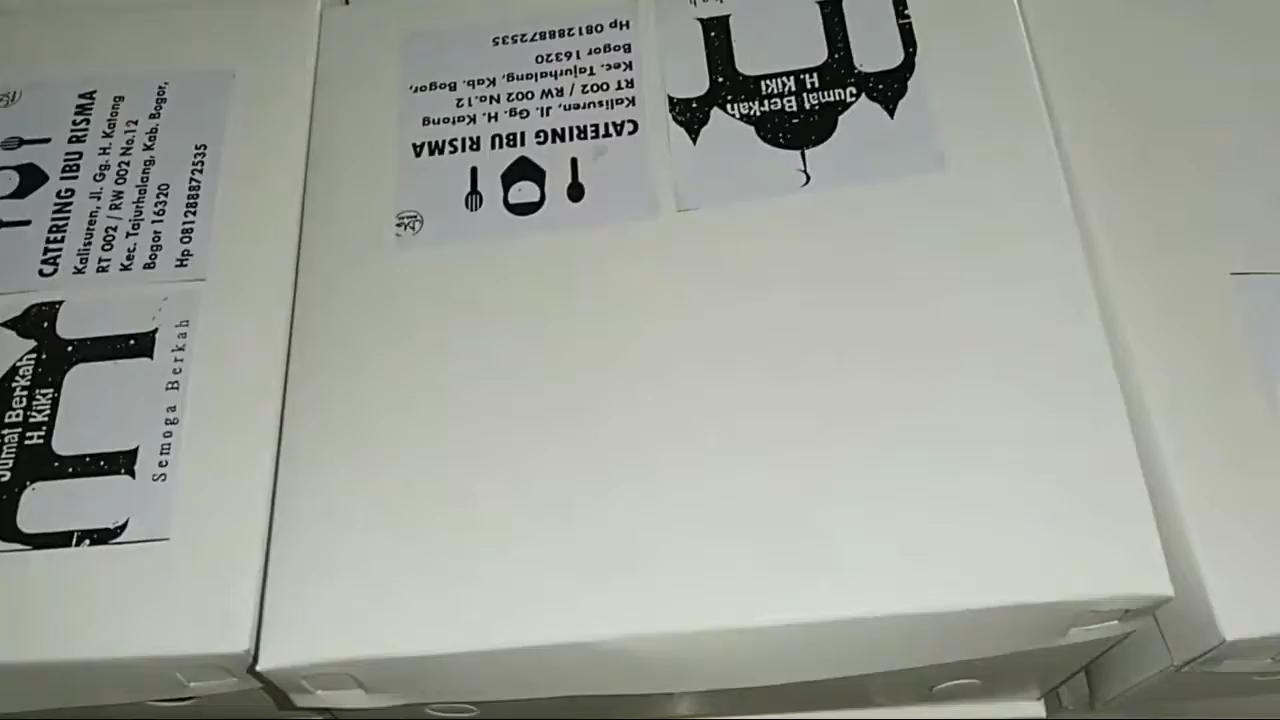 CATERING IBU RISMA
Kalisuren, Jl. Gg. H. Katong
RT 002 / RW 002 No.12
Kec. Tajurhalang, Kab. Bogor,
Bogor 16320
Hp 081288872535
Jumat Berkah
H. Kiki
Semoga Berkah
CATERING IBU RISMA
Kalisuren, Jl. Gg. H. Katong
RT 002 / RW 002 No.12
Kec. Tajurhalang, Kab. Bogor,
Bogor 16320
Hp 081288872535
Jumat Berkah
H. Kiki